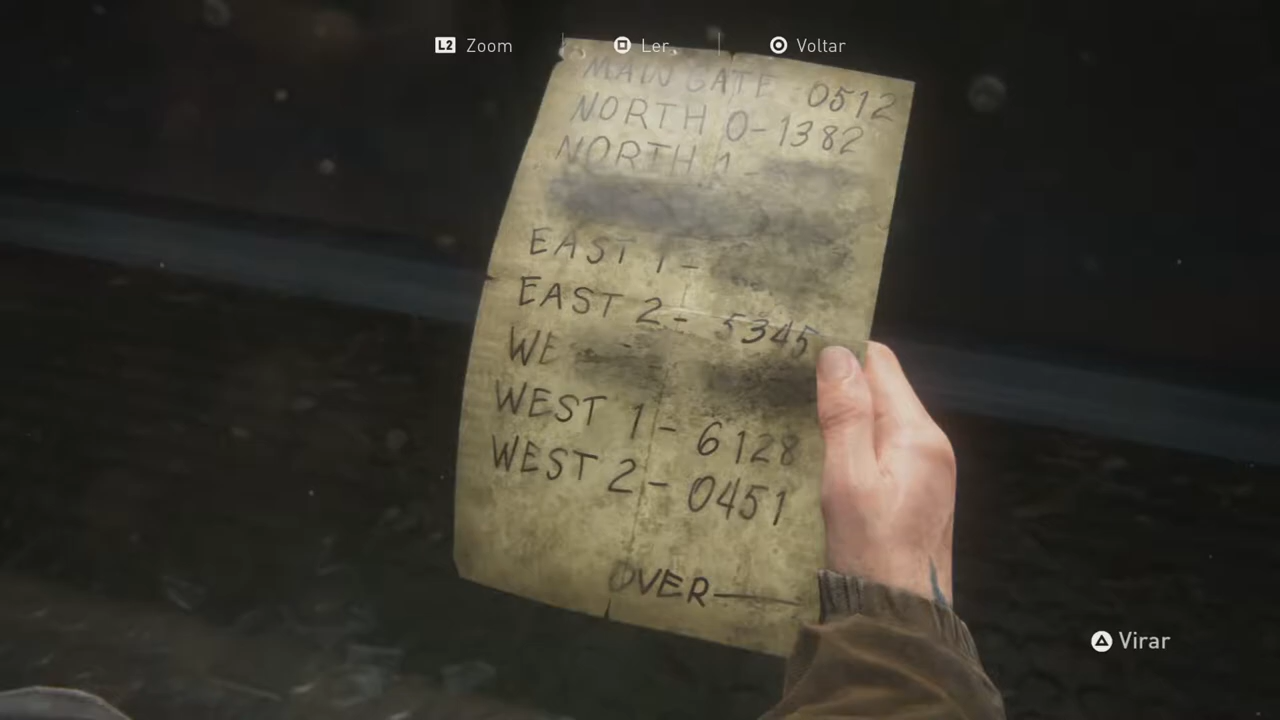 L2 Zoom
Ler
Voltar
MAIN GATE 0512
NORTH 0-1382
NORTH 1
EAST 1-
EAST 2- 5345
WE
WEST 1- 6128
WEST 2- 0451
OVER
Virar